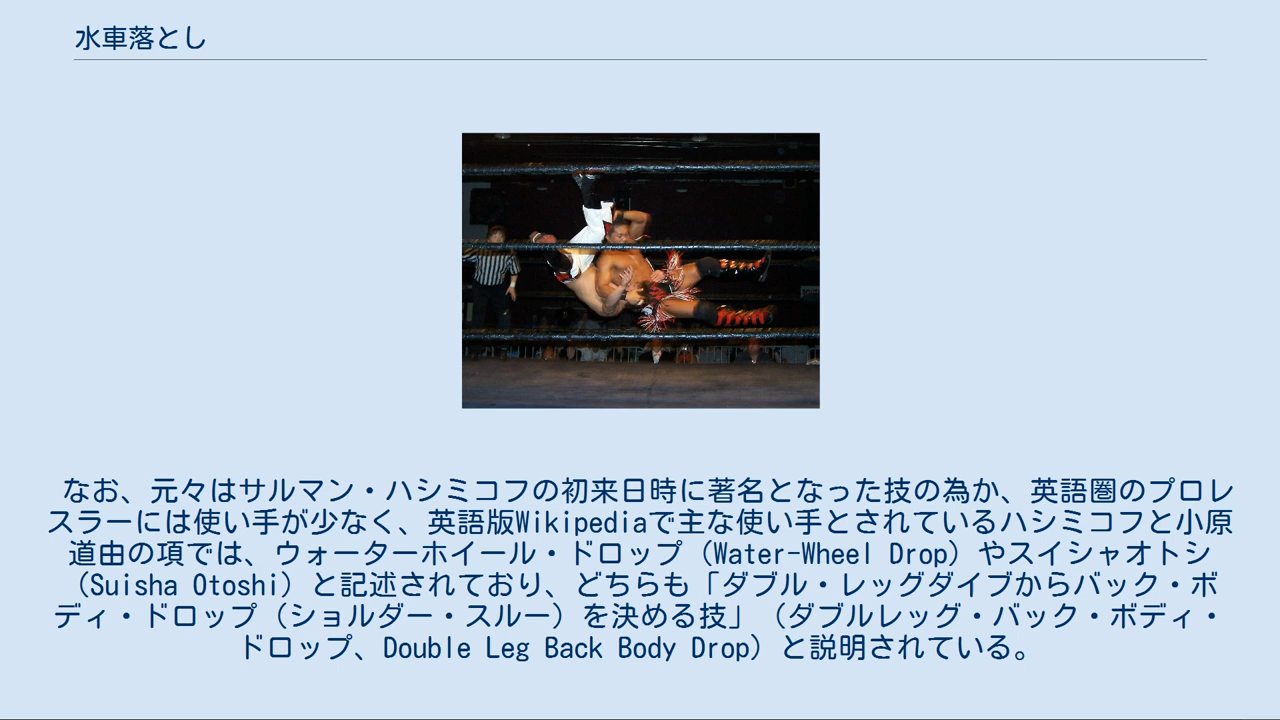 水車落とし
なお、元々はサルマン・ハシミコフの初来日時に著名となった技の為か、英語圏のプロレ
スラーには使い手が少なく、英語版Wikipediaで主な使い手とされているハシミコフと小原
道由の項では、ウォーターホイール・ドロップ（Water-Wheel Drop）やスイシャオトシ
（Suisha Otoshi）と記述されており、どちらも「ダブル・レッグダイブからバック・ボ
ディ・ドロップ（ショルダー・スルー）を決める技」（ダブルレッグ・バック・ボディ・
ドロップ、Double Leg Back Body Drop）と説明されている。